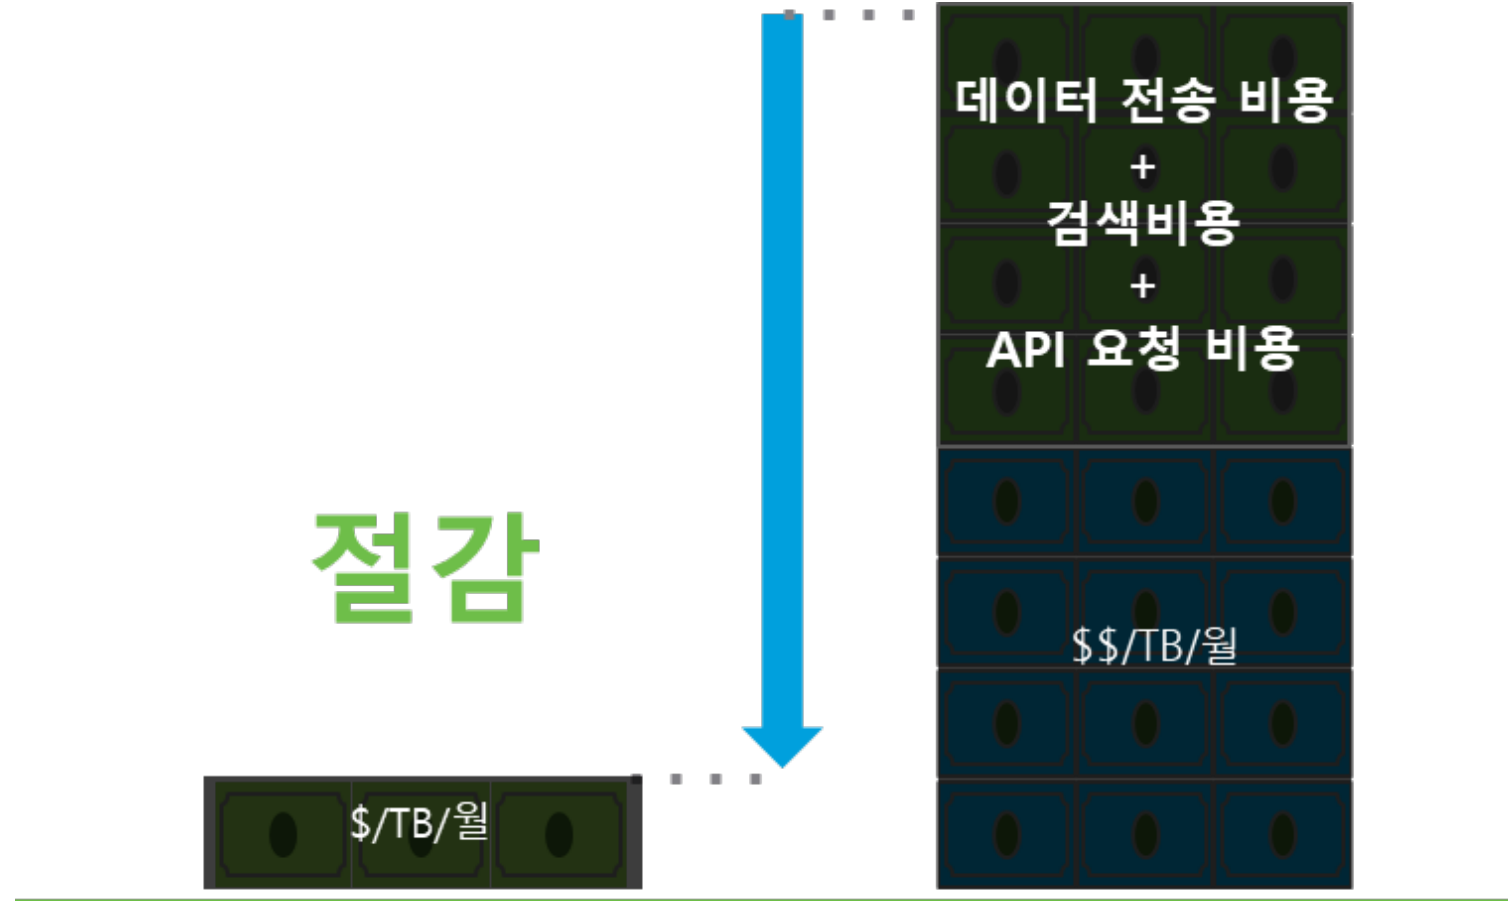 데이터 전송 비용
+
검색비용
+
API 요청 비용
절감
$$/TB/월
$/TB/월